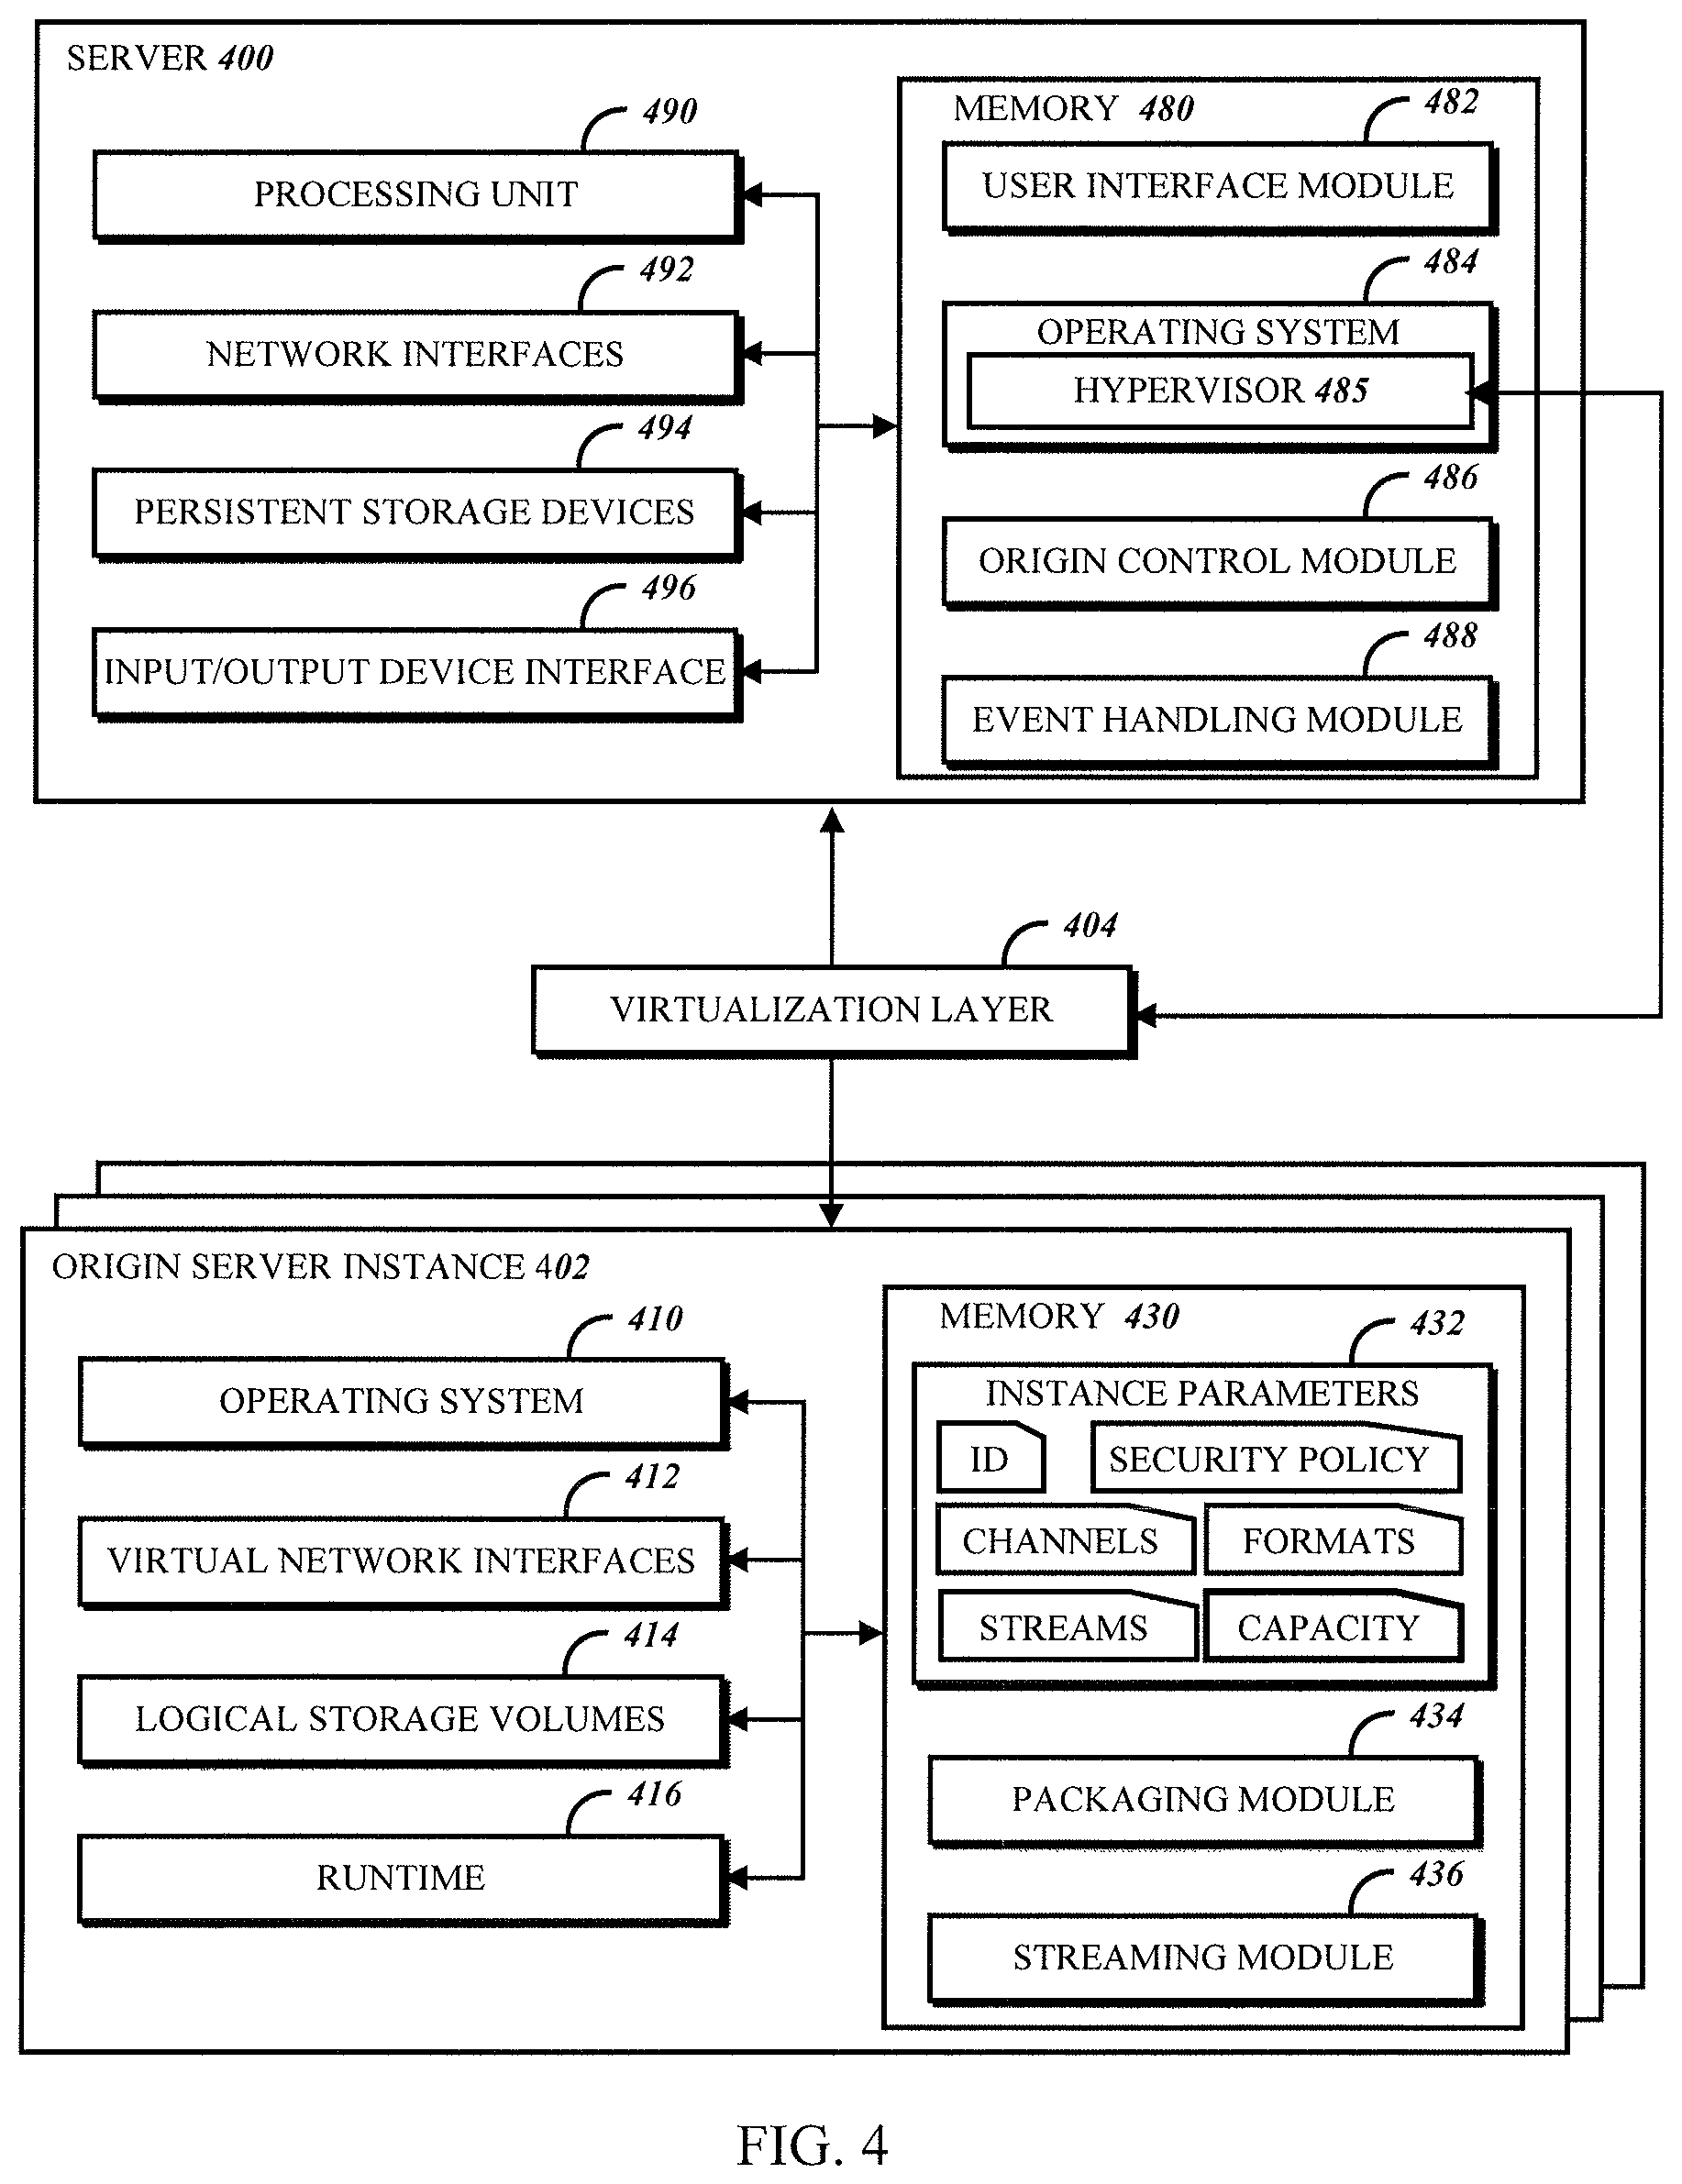 SERVER 400
490
PROCESSING UNIT
492
NETWORK INTERFACES
494
PERSISTENT STORAGE DEVICES
496
INPUT/OUTPUT DEVICE INTERFACE
MEMORY 480
482
USER INTERFACE MODULE
484
OPERATING SYSTEM
HYPERVISOR 485
486
ORIGIN CONTROL MODULE
488
EVENT HANDLING MODULE
404
VIRTUALIZATION LAYER
ORIGIN SERVER INSTANCE 402
410
OPERATING SYSTEM
412
VIRTUAL NETWORK INTERFACES
414
LOGICAL STORAGE VOLUMES
416
RUNTIME
MEMORY 430
432
INSTANCE PARAMETERS
ID
SECURITY POLICY
CHANNELS
FORMATS
STREAMS
CAPACITY
434
PACKAGING MODULE
436
STREAMING MODULE
FIG. 4